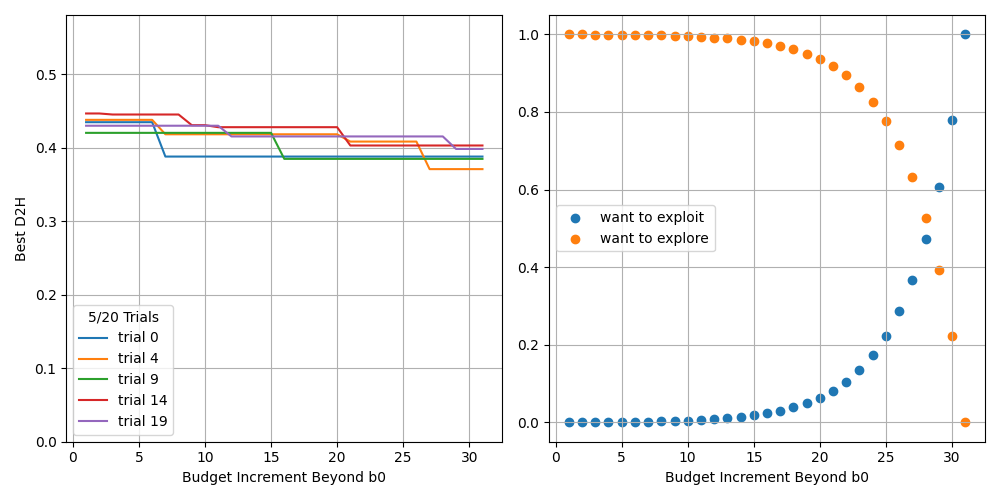 Best D2H
0.5
0.4
0.3
0.2
0.1
0.0
5/20 Trials
trial 0
trial 4
trial 9
trial 14
trial 19
0 5 10 15 20 25 30
Budget Increment Beyond b0
1.0
0.8
0.6
0.4
0.2
0.0
want to exploit
want to explore
0 5 10 15 20 25 30
Budget Increment Beyond b0